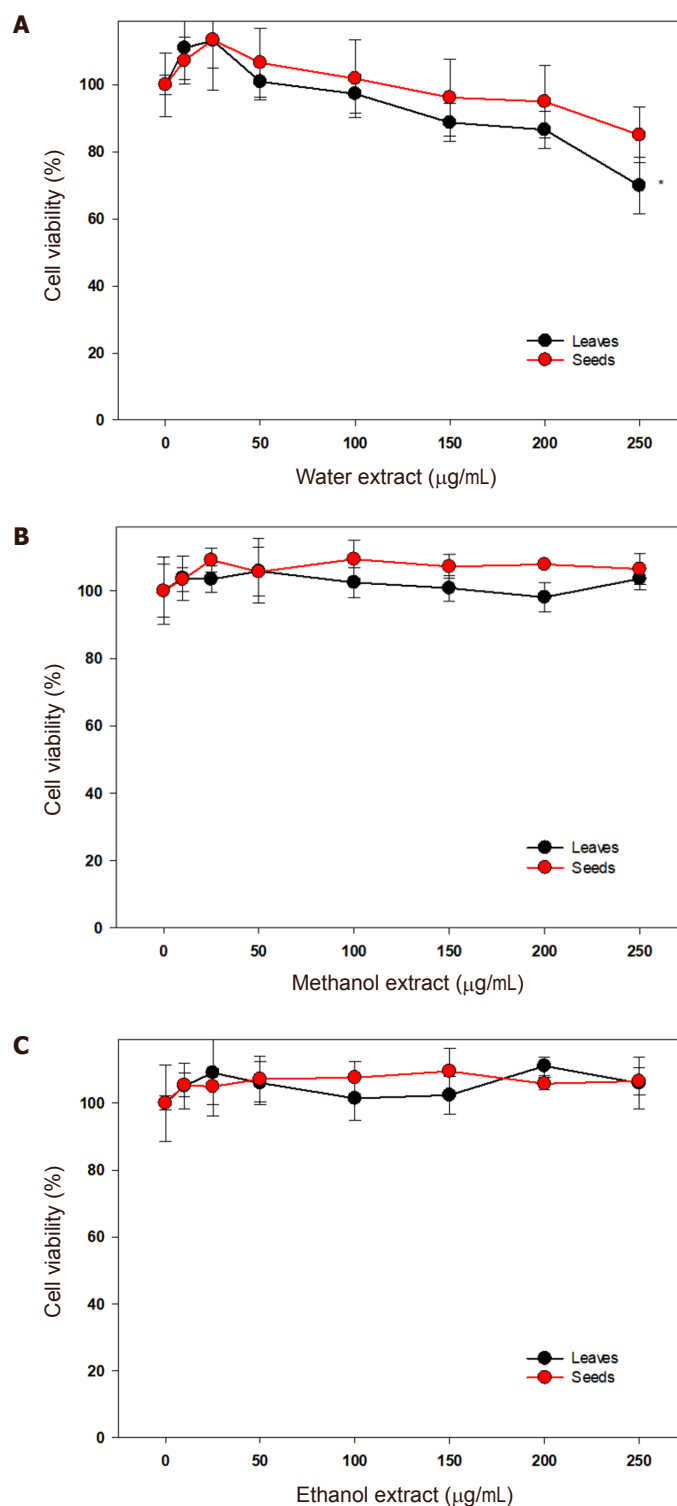 A
100
80
60
40
20
0
Cell viability (%)
*
Leaves
Seeds
0 50 100 150 200 250
Water extract (μg/mL)
B
100
80
60
40
20
0
Cell viability (%)
Leaves
Seeds
0 50 100 150 200 250
Methanol extract (μg/mL)
C
100
80
60
40
20
0
Cell viability (%)
Leaves
Seeds
0 50 100 150 200 250
Ethanol extract (μg/mL)